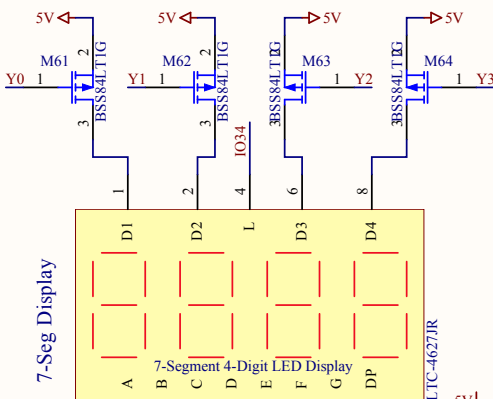 5V 5V 5V 5V
2 2
M61 M62 M63 M64
BSS84LT1G BSS84LT1G BSS84LT1G BSS84LT1G
Y0 1 Y1 1 1 Y2 1 Y3
3 3 3 3
IO34
1 2 4 6 8
D1 D2 L D3 D4
7-Seg Display
7-Segment 4-Digit LED Display
A B C D E F G DP
LTC-4627JR
5V